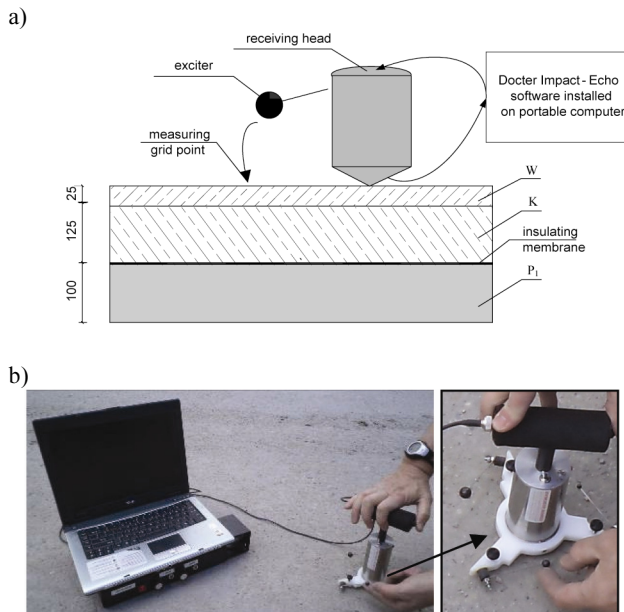 a)
receiving head
exciter
Docter Impact - Echo
software installed
on portable computer
measuring
grid point
W
K
insulating
membrane
P1
25
125
100
b)